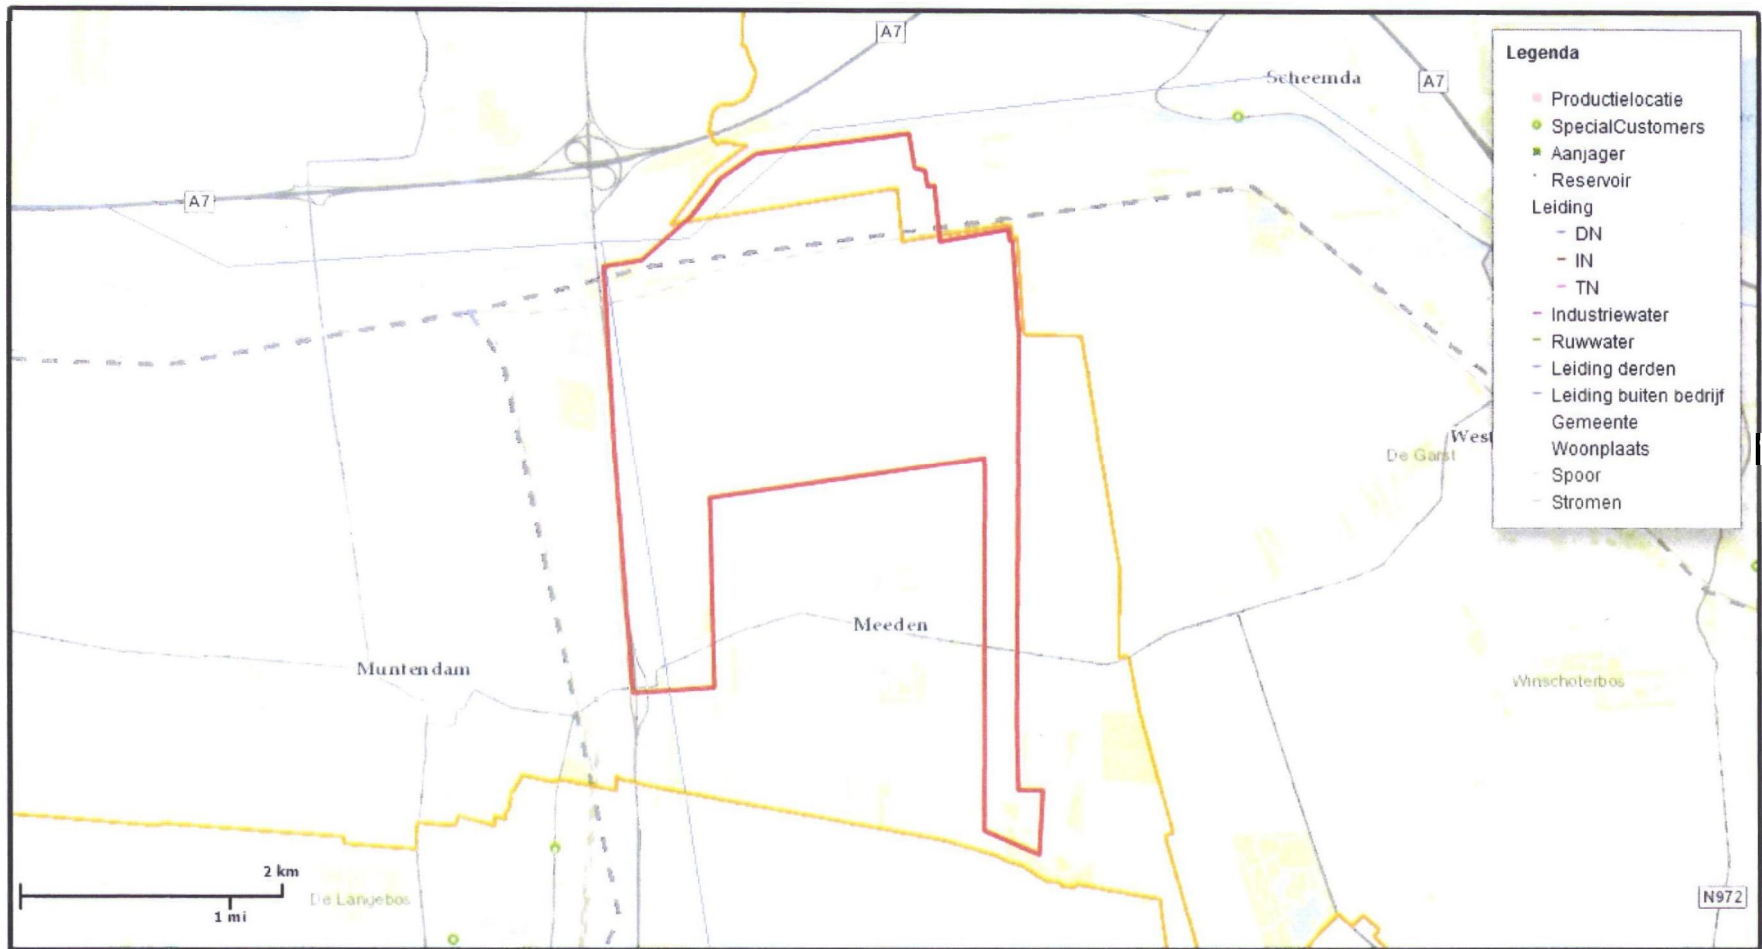 A7
Scheemda
A7
A7
West
De Garst
Meeden
Muntendam
Winschoterbos
2 km
1 mi
De Langebos
N972
Legenda
Productielocatie
SpecialCustomers
Aanjager
Reservoir
Leiding
DN
IN
TN
Industriewater
Ruwwater
Leiding derden
Leiding buiten bedrijf
Gemeente
Woonplaats
Spoor
Stromen